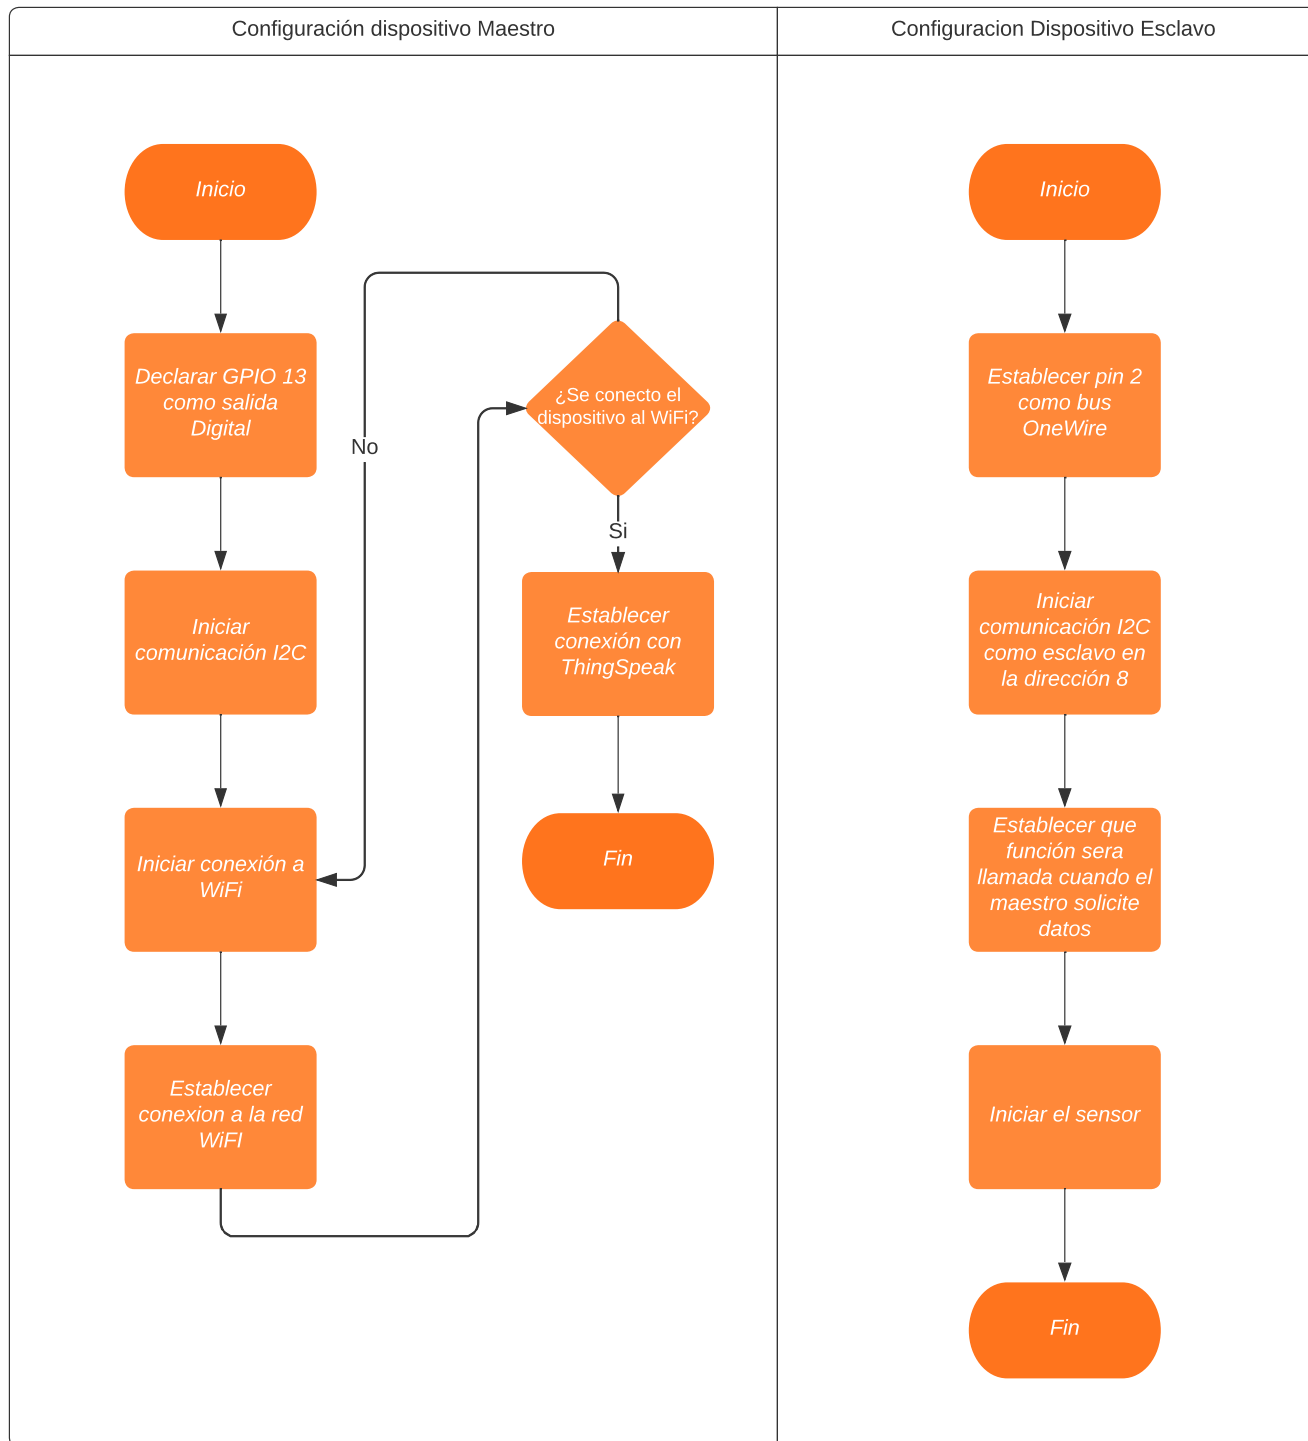 Configuración dispositivo Maestro
Inicio
Declarar GPIO 13
como salida
Digital
Iniciar
comunicación I2C
Iniciar conexión a
WiFi
Establecer
conexion a la red
WiFI
¿Se conecto el
dispositivo al WiFi?
No
Si
Establecer
conexión con
ThingSpeak
Fin
Configuracion Dispositivo Esclavo
Inicio
Establecer pin 2
como bus
OneWire
Iniciar
comunicación I2C
como esclavo en
la dirección 8
Establecer que
función sera
llamada cuando el
maestro solicite
datos
Iniciar el sensor
Fin